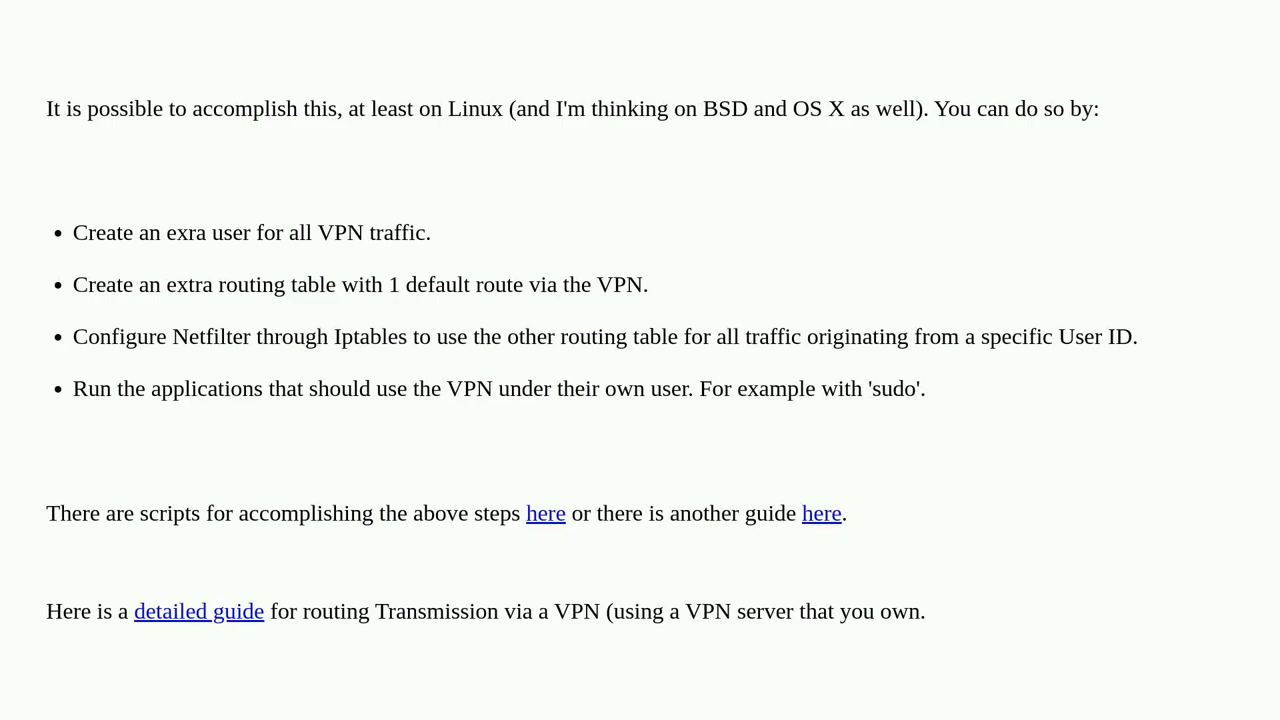 It is possible to accomplish this, at least on Linux (and I'm thinking on BSD and OS X as well). You can do so by:
• Create an exra user for all VPN traffic.
• Create an extra routing table with 1 default route via the VPN.
• Configure Netfilter through Iptables to use the other routing table for all traffic originating from a specific User ID.
• Run the applications that should use the VPN under their own user. For example with 'sudo'.
There are scripts for accomplishing the above steps here or there is another guide here.
Here is a detailed guide for routing Transmission via a VPN (using a VPN server that you own.